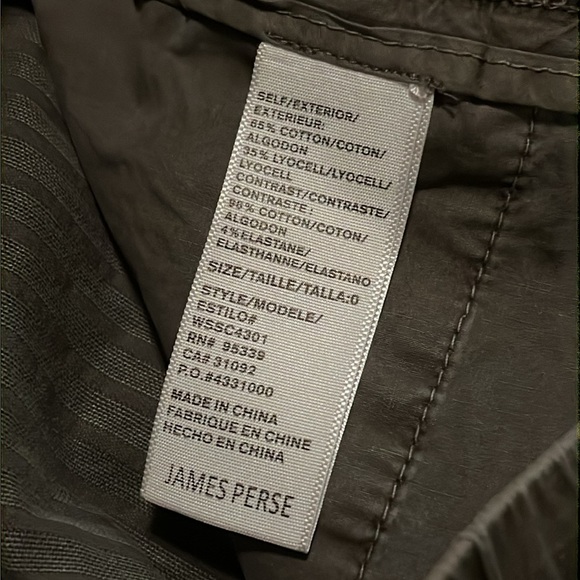 SELF/EXTERIOR/
EXTERIEUR:
65% COTTON/COTON/
ALGODON
35% LYOCELL/LYOCELL/
LYOCELL
CONTRAST/CONTRASTE/
CONTRASTE:
96% COTTON/COTON/
ALGODON
4% ELASTANE/
ELASTHANNE/ELASTANO
SIZE/TAILLE/TALLA:0
STYLE/MODELE/
ESTILO#
WSSC4301
RN# 95339
CA# 31092
P.O.#4331000
MADE IN CHINA
FABRIQUE EN CHINE
HECHO EN CHINA
JAMES PERSE